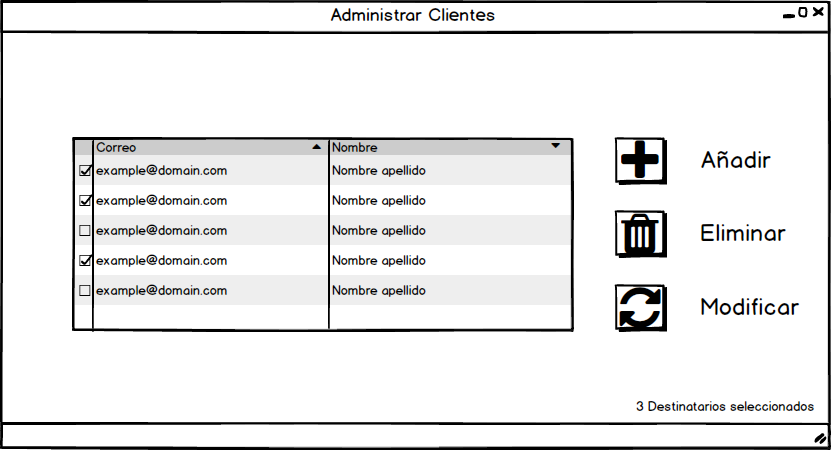 Administrar Clientes
Correo Nombre
example@domain.com Nombre apellido
example@domain.com Nombre apellido
example@domain.com Nombre apellido
example@domain.com Nombre apellido
example@domain.com Nombre apellido
Añadir
Eliminar
Modificar
3 Destinatarios seleccionados